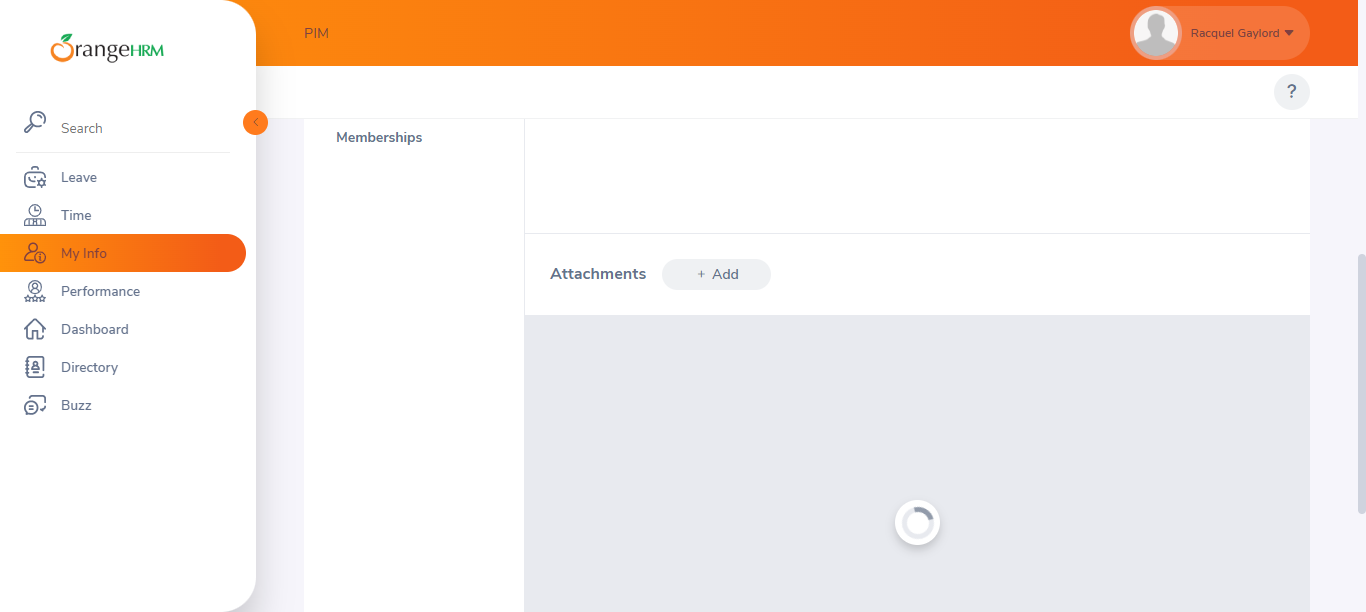 OrangeHRM
PIM
Racquel Gaylord
?
Search
Leave
Time
My Info
Performance
Dashboard
Directory
Buzz
Memberships
Attachments
+ Add